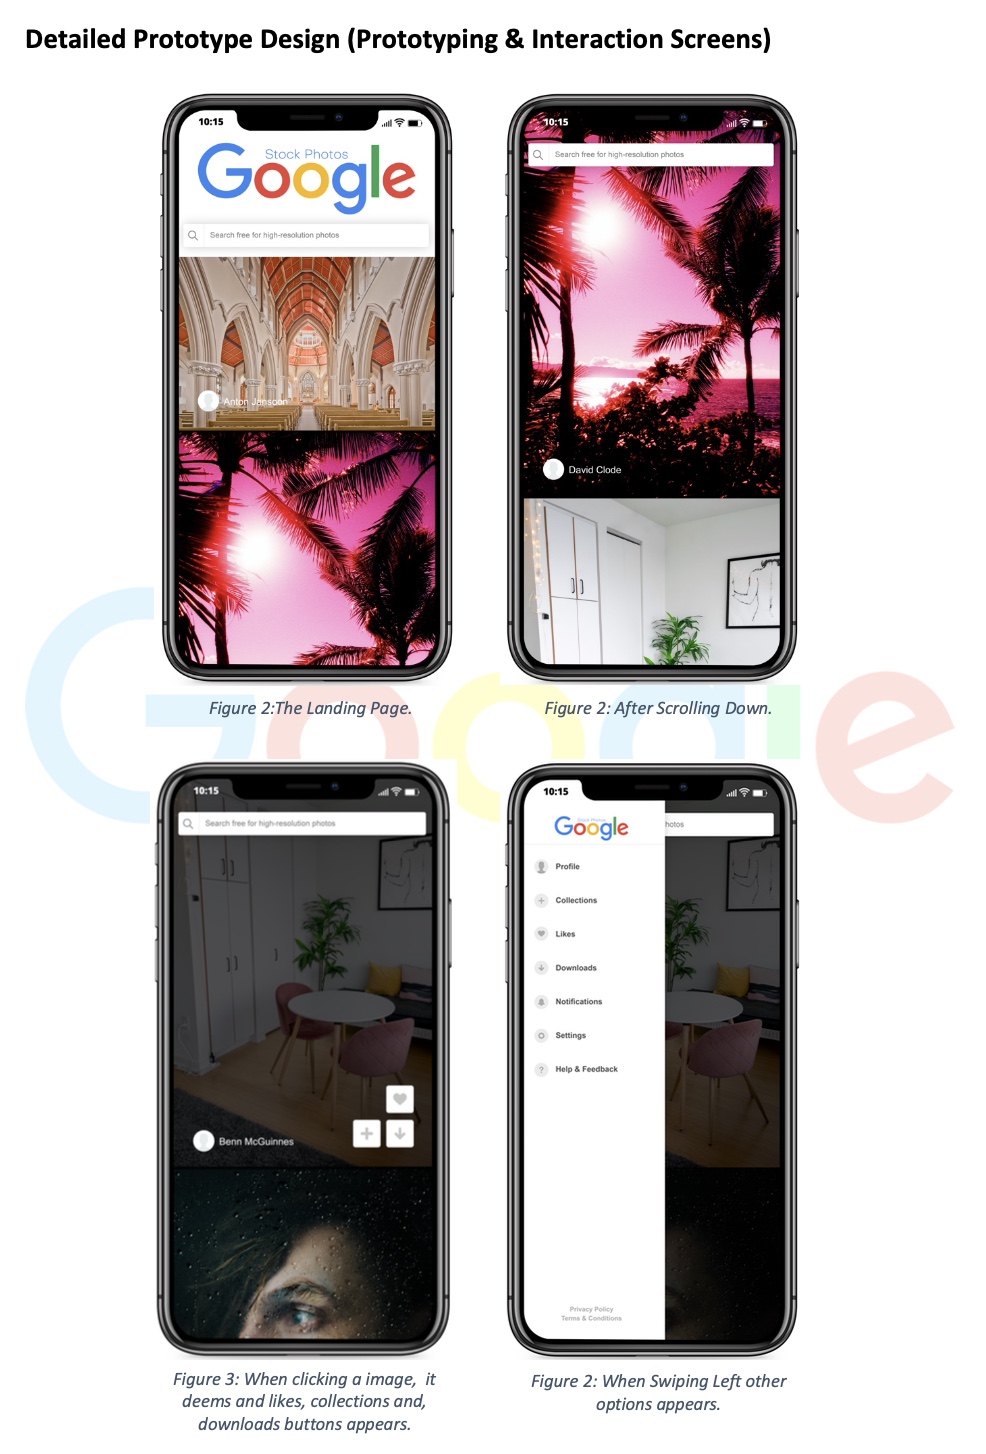 Detailed Prototype Design (Prototyping & Interaction Screens)
10:15
Stock Photos
Google
Search free for high-resolution photos
Anton Jansson
Figure 2:The Landing Page.
10:15
Search free for high-resolution photos
David Clode
Figure 2: After Scrolling Down.
Google
10:15
Search free for high-resolution photos
Benn McGuinnes
Figure 3: When clicking a image, it
deems and likes, collections and,
downloads buttons appears.
10:15
Stock Photos
Google
hotos
Profile
Collections
Likes
Downloads
Notifications
Settings
? Help & Feedback
Privacy Policy
Terms & Conditions
Figure 2: When Swiping Left other
options appears.